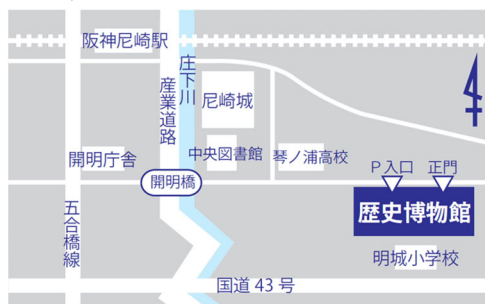 阪神尼崎駅
庄下川
産業道路
尼崎城
中央図書館
琴ノ浦高校
開明庁舎
開明橋
P入口
正門
歴史博物館
五合橋線
明城小学校
国道43号